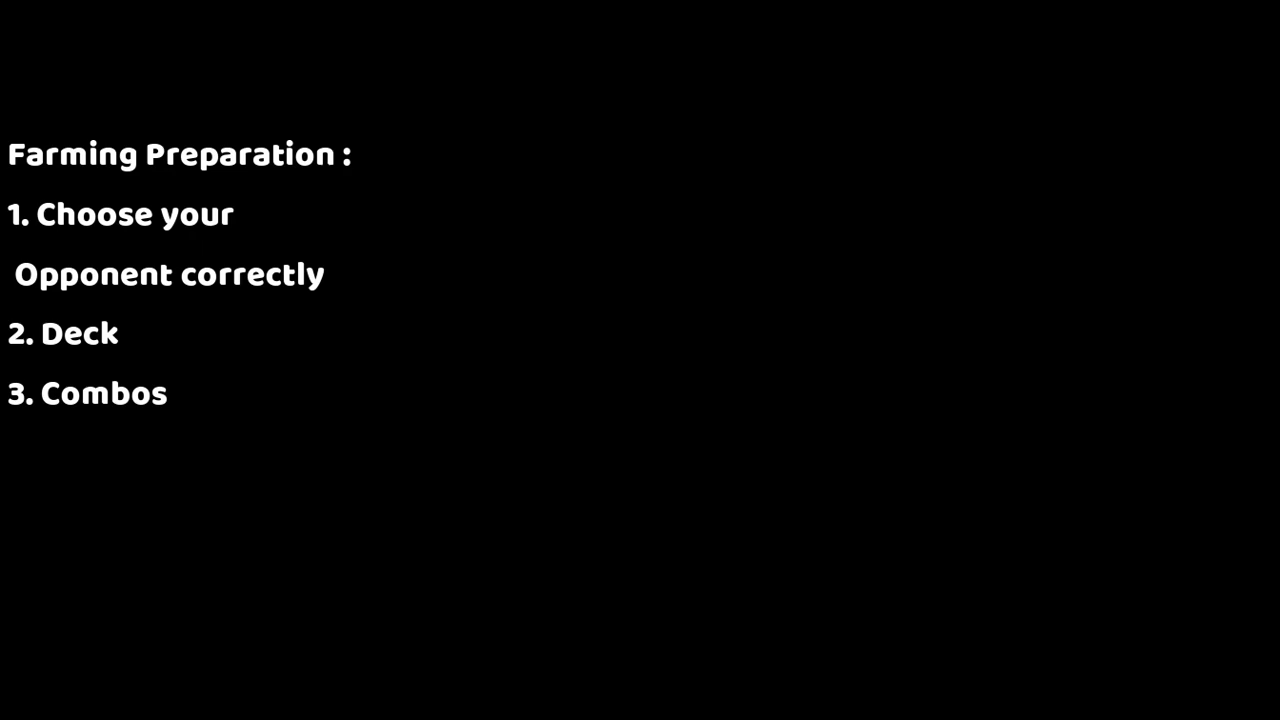 Farming Preparation :
1. Choose your
Opponent correctly
2. Deck
3. Combos